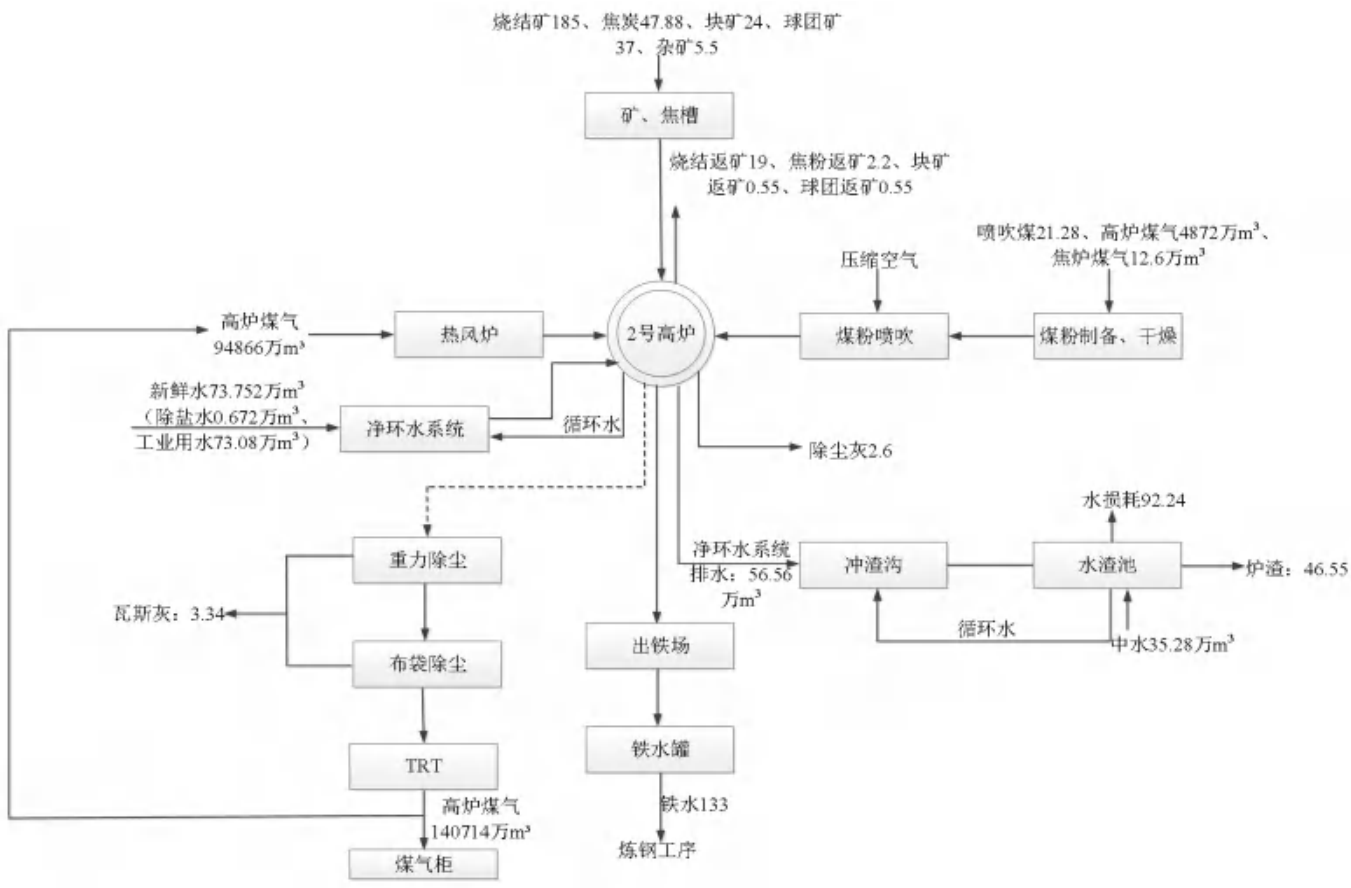 烧结矿185、焦炭47.88、块矿24、球团矿
37、杂矿5.5
矿、焦槽
烧结返矿19、焦粉返矿2.2、块矿
返矿0.55、球团返矿0.55
喷吹煤21.28、高炉煤气4872万m³、
焦炉煤气12.6万m³
压缩空气
高炉煤气
94866万m³
热风炉
2号高炉
煤粉喷吹
煤粉制备、干燥
新鲜水73.752万m³
（除盐水0.672万m³、
工业用水73.08万m³）
净环水系统
循环水
除尘灰2.6
水损耗92.24
重力除尘
净环水系统
排水：56.56
万m³
冲渣沟
水渣池
炉渣：46.55
瓦斯灰：3.34
循环水
中水35.28万m³
布袋除尘
出铁场
TRT
铁水罐
高炉煤气
140714万m³
铁水133
煤气柜
炼钢工序